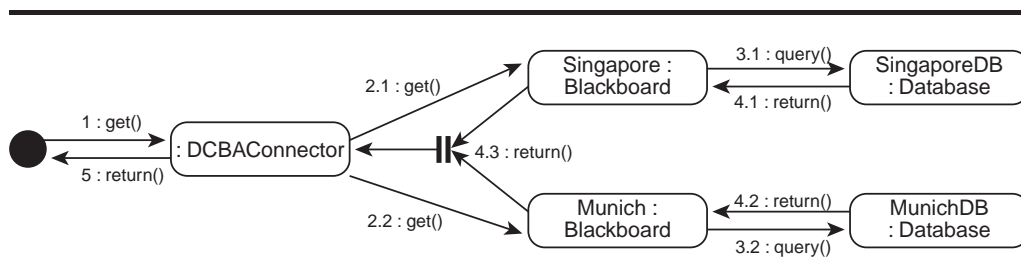 1 : get()
5 : return()
: DCBAConnector
2.1 : get()
2.2 : get()
4.3 : return()
Singapore :
Blackboard
3.1 : query()
4.1 : return()
SingaporeDB
: Database
Munich :
Blackboard
4.2 : return()
3.2 : query()
MunichDB
: Database